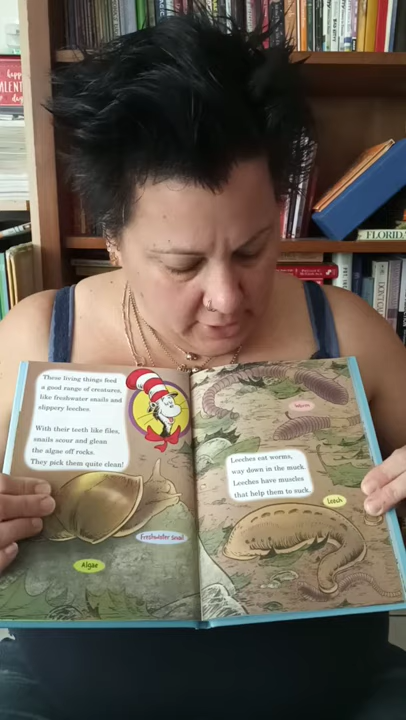 These living things feed
a good range of creatures,
like freshwater snails and
slippery leeches.
With their teeth like files,
snails scour and glean
the algae off rocks.
They pick them quite clean!
Freshwater Snail
Algae
Worm
Leeches eat worms,
way down in the muck.
Leeches have muscles
that help them to suck.
Leech
FLORIDA